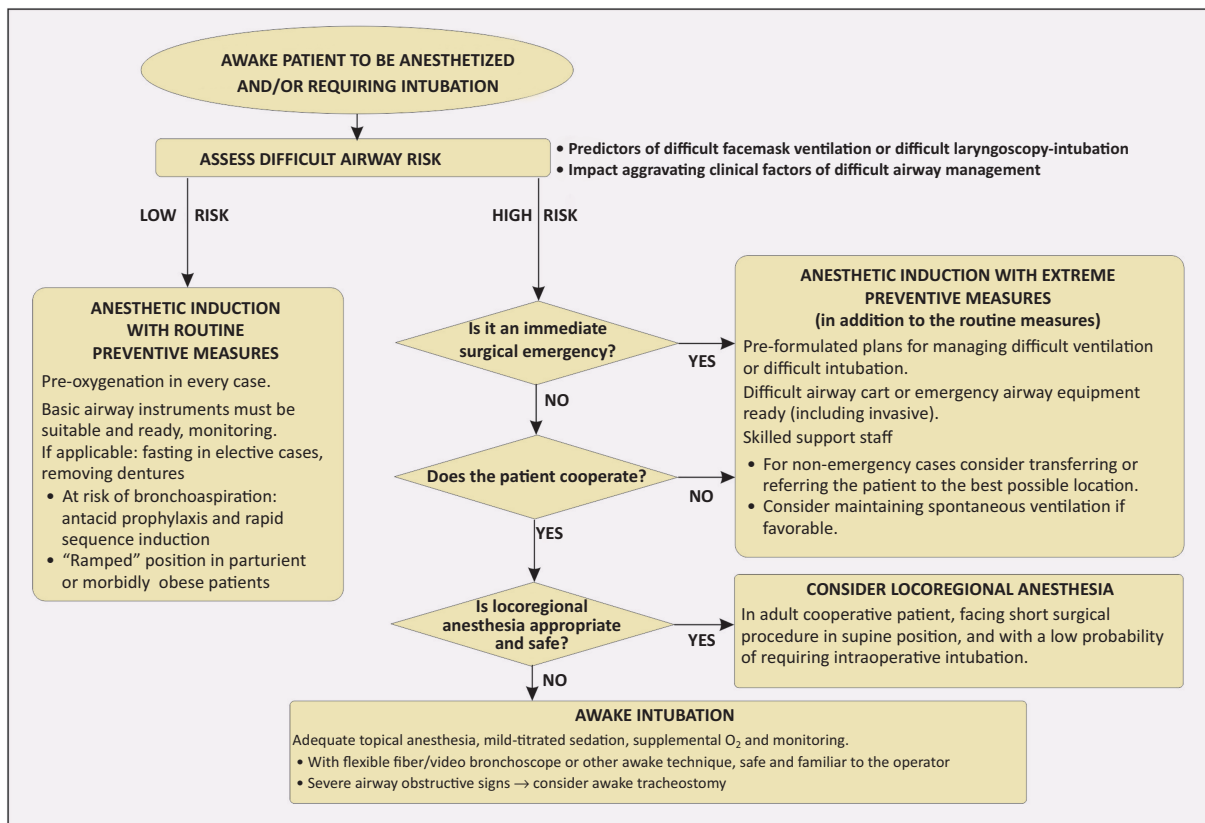 AWAKE PATIENT TO BE ANESTHETIZED
AND/OR REQUIRING INTUBATION
ASSESS DIFFICULT AIRWAY RISK
• Predictors of difficult facemask ventilation or difficult laryngoscopy-intubation
• Impact aggravating clinical factors of difficult airway management
LOW RISK
HIGH RISK
ANESTHETIC INDUCTION
WITH ROUTINE
PREVENTIVE MEASURES
Pre-oxygenation in every case.
Basic airway instruments must be
suitable and ready, monitoring.
If applicable: fasting in elective cases,
removing dentures
• At risk of bronchoaspiration:
antacid prophylaxis and rapid
sequence induction
• “Ramped” position in parturient
or morbidly obese patients
Is it an immediate
surgical emergency?
YES
NO
ANESTHETIC INDUCTION WITH EXTREME
PREVENTIVE MEASURES
(in addition to the routine measures)
Pre-formulated plans for managing difficult ventilation
or difficult intubation.
Difficult airway cart or emergency airway equipment
ready (including invasive).
Skilled support staff
• For non-emergency cases consider transferring or
referring the patient to the best possible location.
• Consider maintaining spontaneous ventilation if
favorable.
Does the patient cooperate?
NO
YES
Is locoregional
anesthesia appropriate
and safe?
YES
NO
CONSIDER LOCOREGIONAL ANESTHESIA
In adult cooperative patient, facing short surgical
procedure in supine position, and with a low probability
of requiring intraoperative intubation.
AWAKE INTUBATION
Adequate topical anesthesia, mild-titrated sedation, supplemental O₂ and monitoring.
• With flexible fiber/video bronchoscope or other awake technique, safe and familiar to the operator
• Severe airway obstructive signs → consider awake tracheostomy